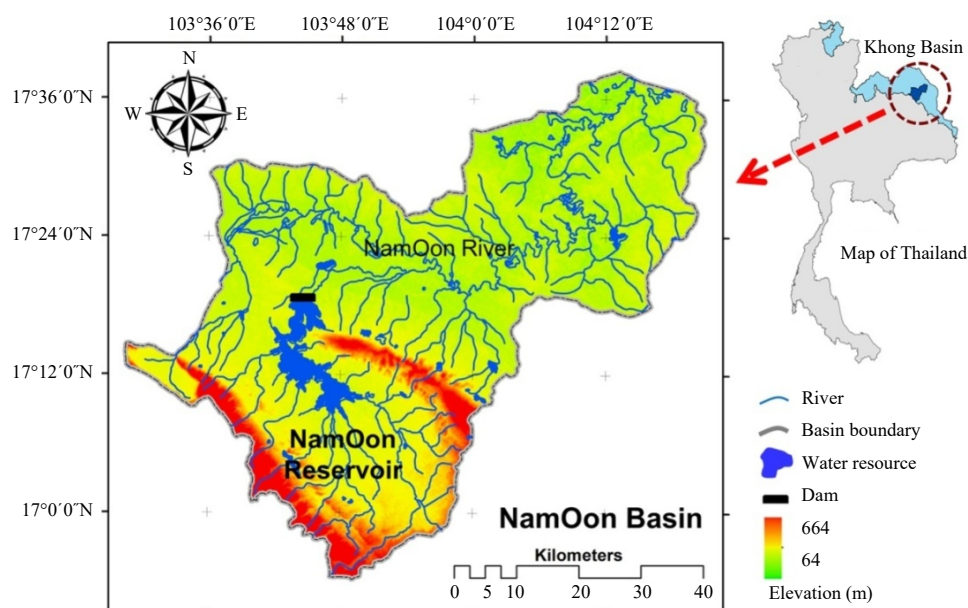 103°36′0″E
103°48′0″E
104°0′0″E
104°12′0″E
17°36′0″N
17°24′0″N
17°12′0″N
17°0′0″N
N
W
E
S
NamOon River
NamOon
Reservoir
NamOon Basin
Kilometers
0 5 10 20 30 40
Khong Basin
Map of Thailand
River
Basin boundary
Water resource
Dam
664
64
Elevation (m)